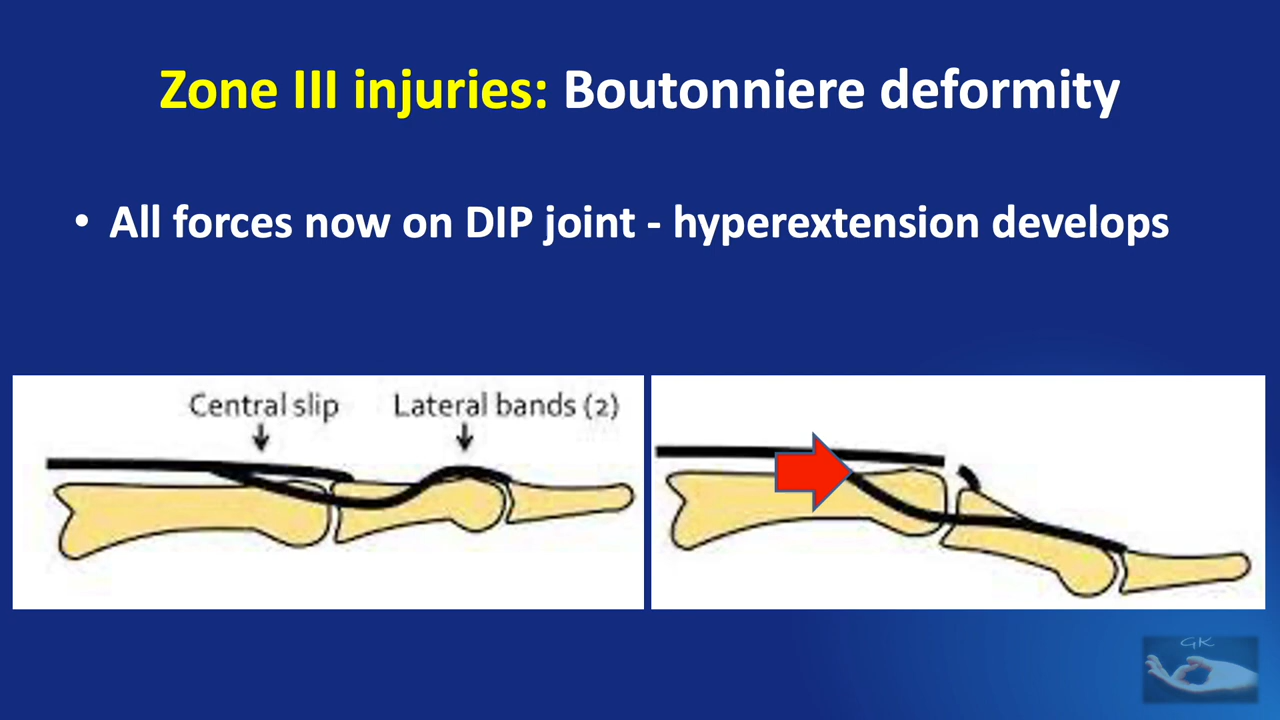 Zone III injuries: Boutonniere deformity
• All forces now on DIP joint - hyperextension develops
Central slip
Lateral bands (2)
GK